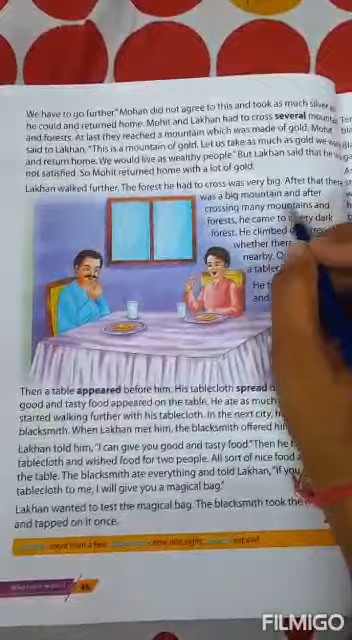 We have to go further." Mohan did not agree to this and took as much silver as
he could and returned home. Mohit and Lakhan had to cross several mounta
and forests. At last they reached a mountain which was made of gold. Mohit
said to Lakhan, "This is a mountain of gold. Let us take as much as gold we
and return home. We would live as wealthy people." But Lakhan said that he
not satisfied. So Mohit returned home with a lot of gold.
Lakhan walked further. The forest he had to cross was very big. After that there
was a big mountain and after
crossing many mountains and
forests, he came to a very dark
forest. He climbed
whether there
nearby.
a table
He
and
Then a table appeared before him. His tablecloth spread
good and tasty food appeared on the table. He ate as much
started walking further with his tablecloth. In the next city, h
blacksmith. When Lakhan met him, the blacksmith offered him
Lakhan told him, "I can give you good and tasty food." Then he
tablecloth and wished food for two people. All sort of nice food
the table. The blacksmith ate everything and told Lakhan, "If you
tablecloth to me, I will give you a magical bag."
Lakhan wanted to test the magical bag. The blacksmith took the
and tapped on it once.
more than a few
came into sight
FILMIGO